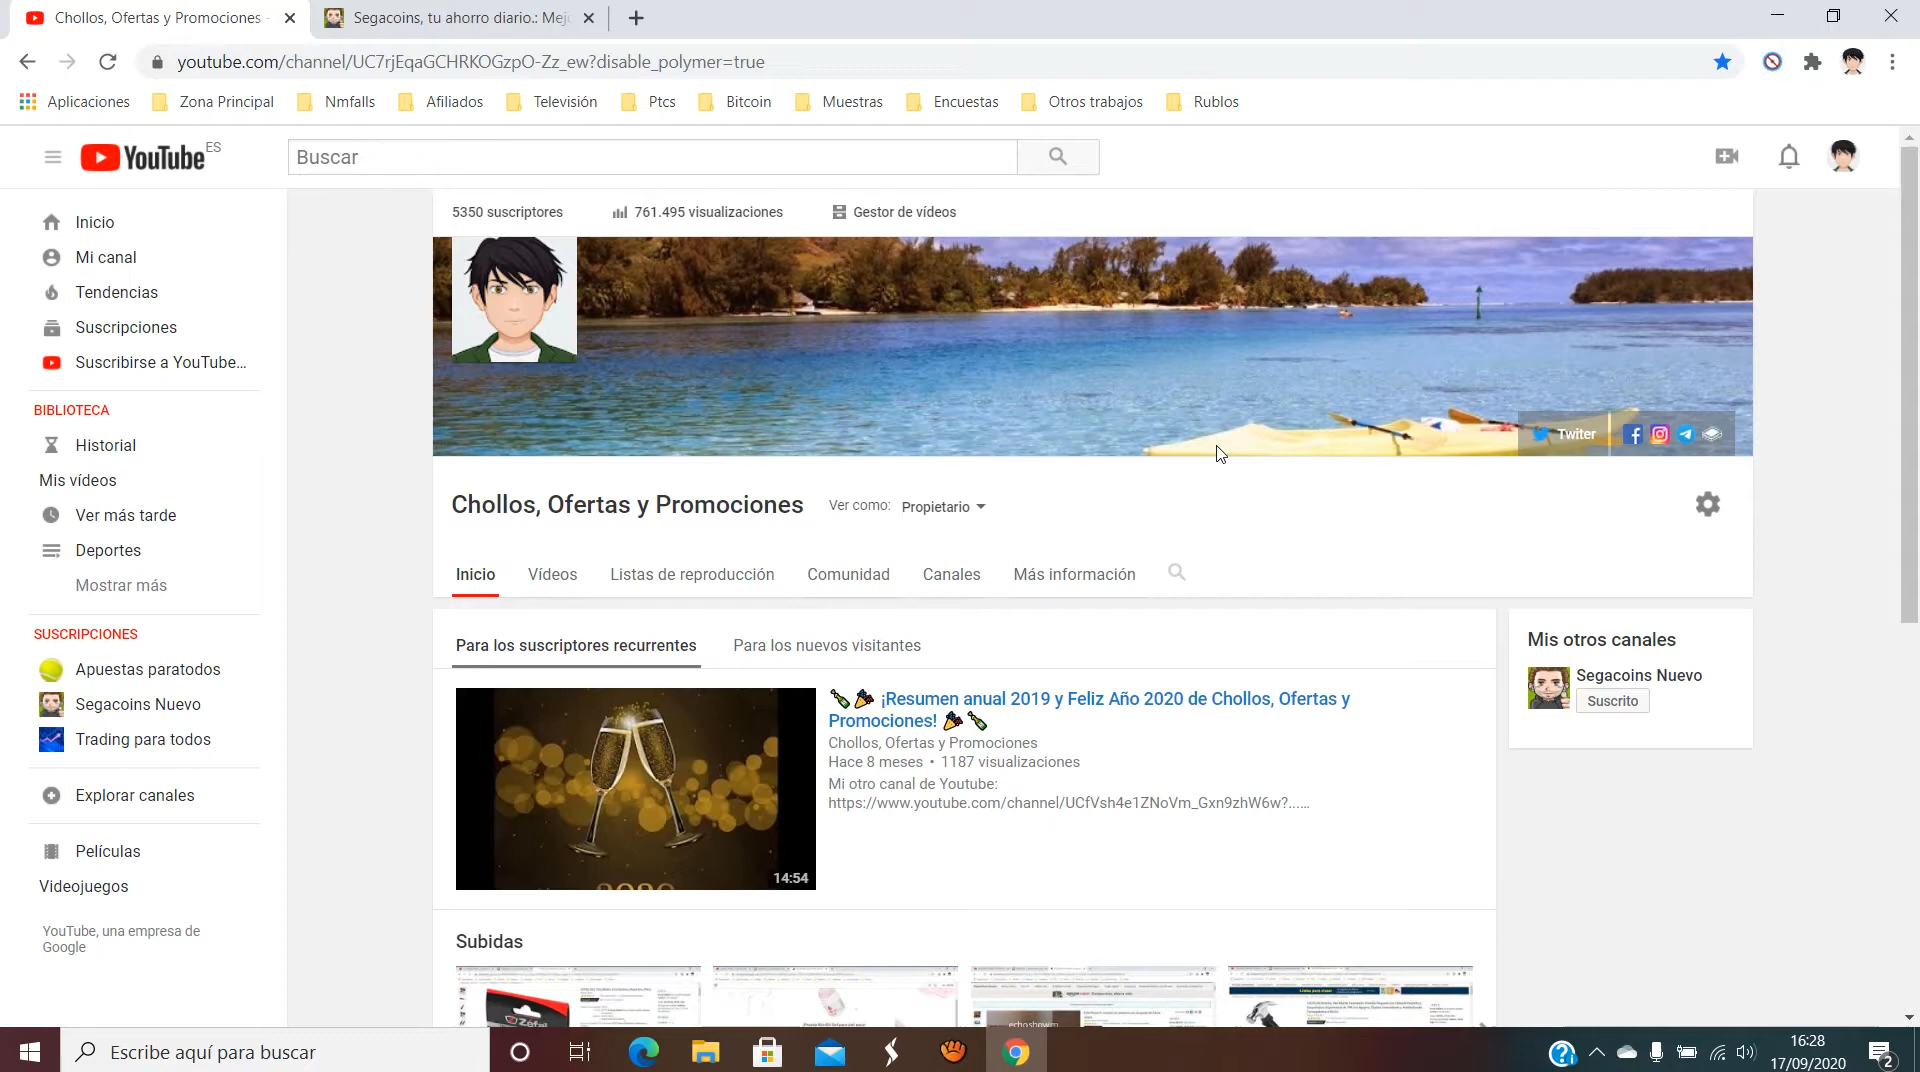 Chollos, Ofertas y Promociones -
Segacoins, tu ahorro diario.: Mej
youtube.com/channel/UC7rjEqaGCHRKOGzpO-Zz_ew?disable_polymer=true
Aplicaciones
Zona Principal
Nmfalls
Afiliados
Televisión
Ptcs
Bitcoin
Muestras
Encuestas
Otros trabajos
Rublos
YouTube ES
Buscar
Inicio
Mi canal
Tendencias
Suscripciones
Suscribirse a YouTube...
BIBLIOTECA
Historial
Mis vídeos
Ver más tarde
Deportes
Mostrar más
SUSCRIPCIONES
Apuestas paratodos
Segacoins Nuevo
Trading para todos
Explorar canales
Películas
Videojuegos
YouTube, una empresa de
Google
5350 suscriptores
761.495 visualizaciones
Gestor de vídeos
Twiter
Chollos, Ofertas y Promociones
Ver como: Propietario
Inicio
Vídeos
Listas de reproducción
Comunidad
Canales
Más información
Para los suscriptores recurrentes
Para los nuevos visitantes
14:54
¡Resumen anual 2019 y Feliz Año 2020 de Chollos, Ofertas y
Promociones!
Chollos, Ofertas y Promociones
Hace 8 meses • 1187 visualizaciones
Mi otro canal de Youtube:
https://www.youtube.com/channel/UCfVsh4e1ZNoVm_Gxn9zhW6w?......
Subidas
Zéfal
echo show
Mis otros canales
Segacoins Nuevo
Suscrito
Escribe aquí para buscar
16:28
17/09/2020
2